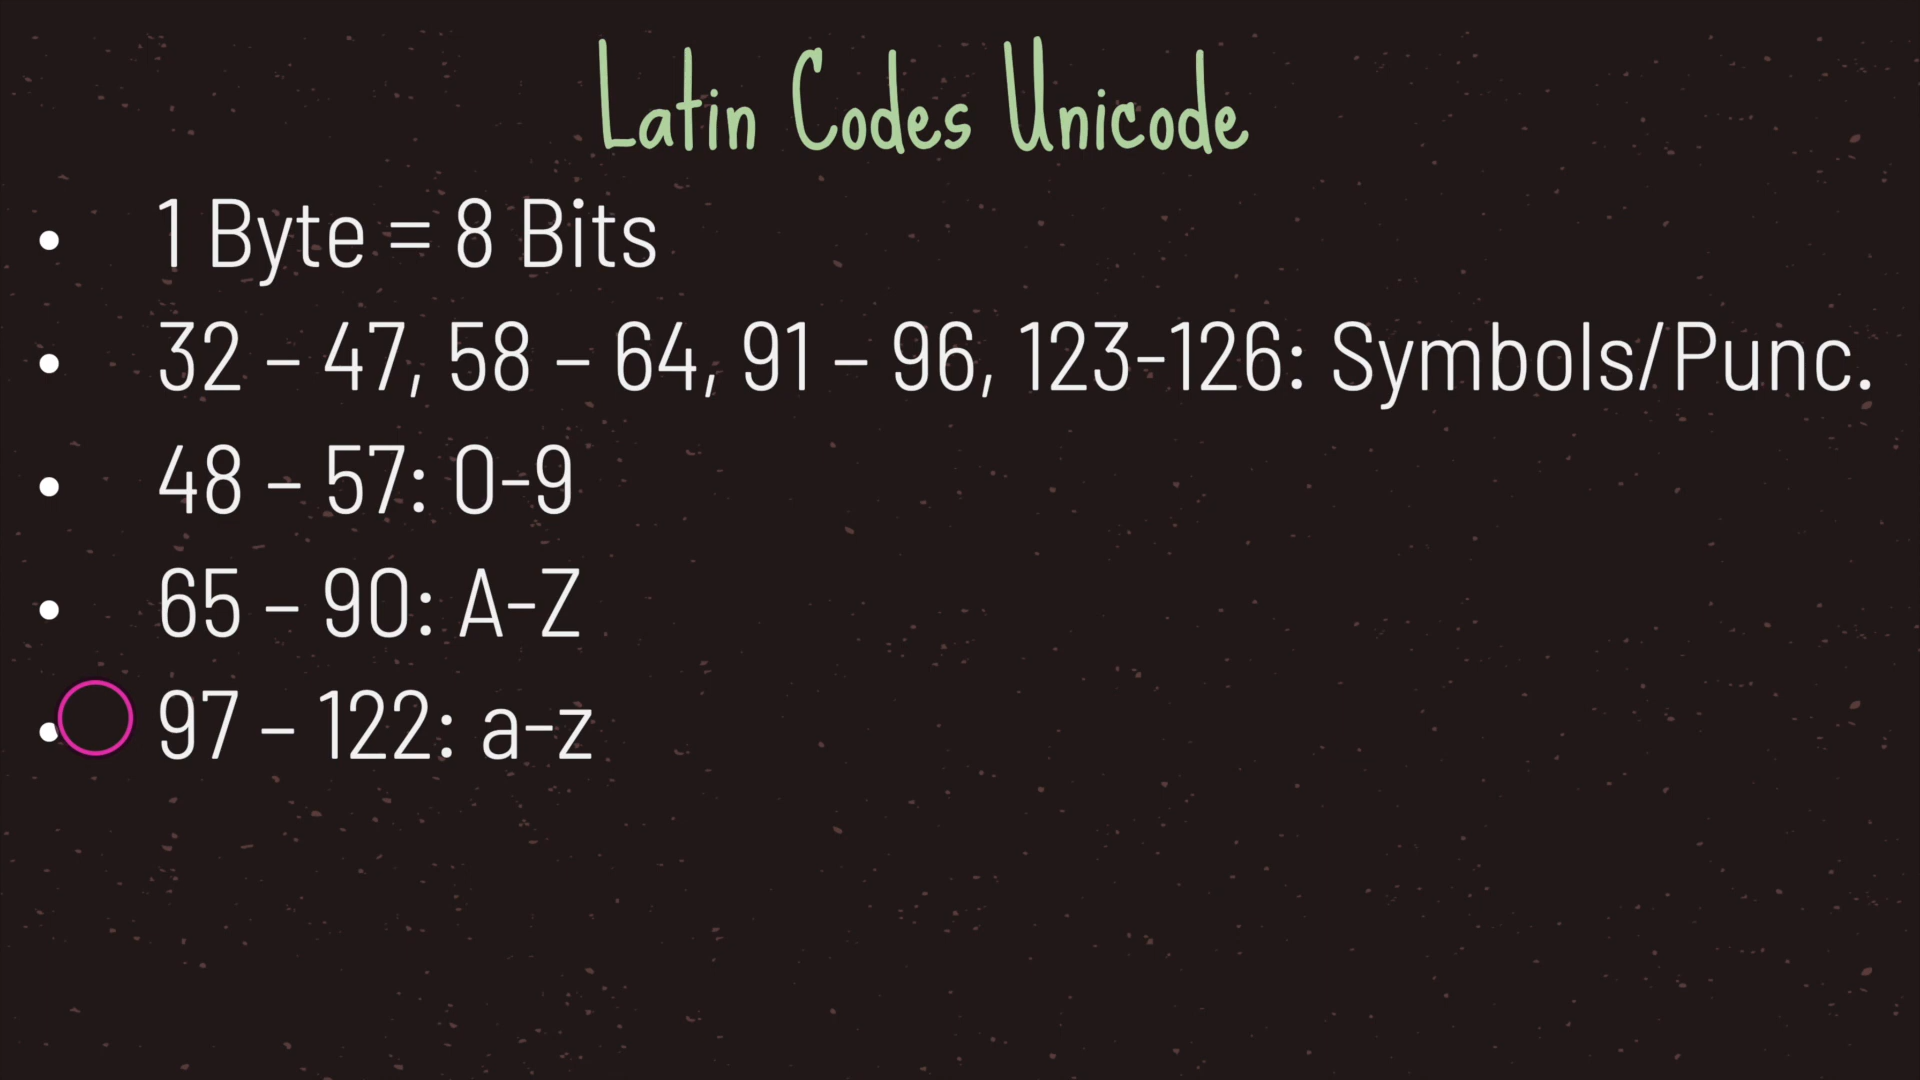 Latin Codes Unicode
• 1 Byte = 8 Bits
• 32 – 47, 58 – 64, 91 – 96, 123-126: Symbols/Punc.
• 48 – 57: 0-9
• 65 – 90: A-Z
• 97 – 122: a-z